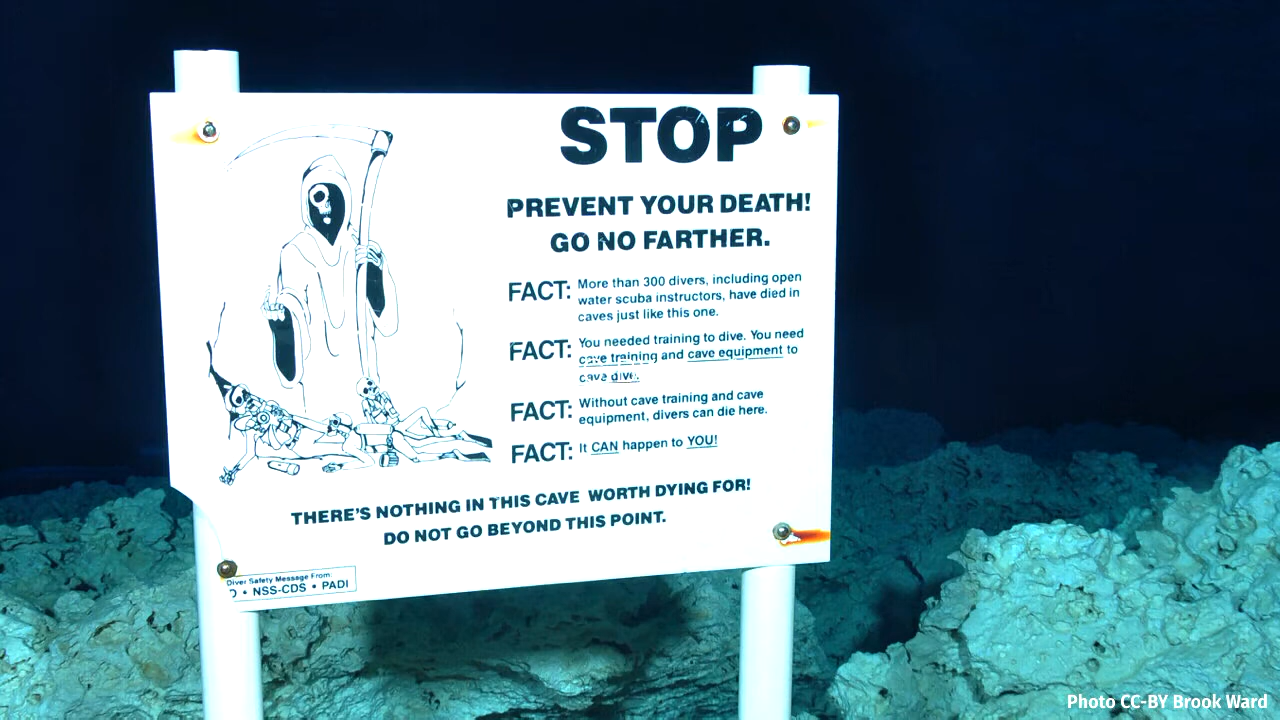 STOP
PREVENT YOUR DEATH!
GO NO FARTHER.
FACT: More than 300 divers, including open
water scuba instructors, have died in
caves just like this one.
FACT: You needed training to dive. You need
cave training and cave equipment to
cave dive.
FACT: Without cave training and cave
equipment, divers can die here.
FACT: It CAN happen to YOU!
THERE'S NOTHING IN THIS CAVE WORTH DYING FOR!
DO NOT GO BEYOND THIS POINT.
Diver Safety Message From:
• NSS-CDS • PADI
Photo CC-BY Brook Ward